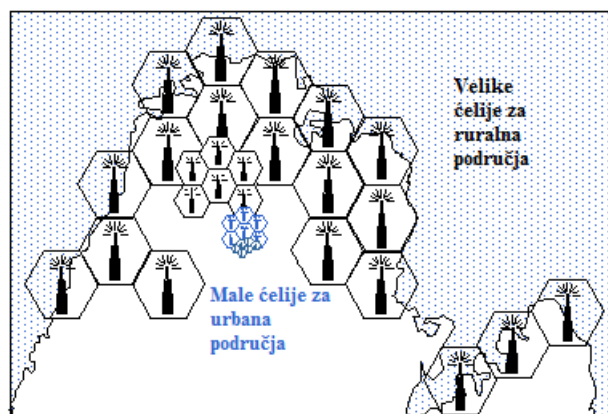 Velike
ćelije za
ruralna
područja
Male ćelije za
urbana
područja